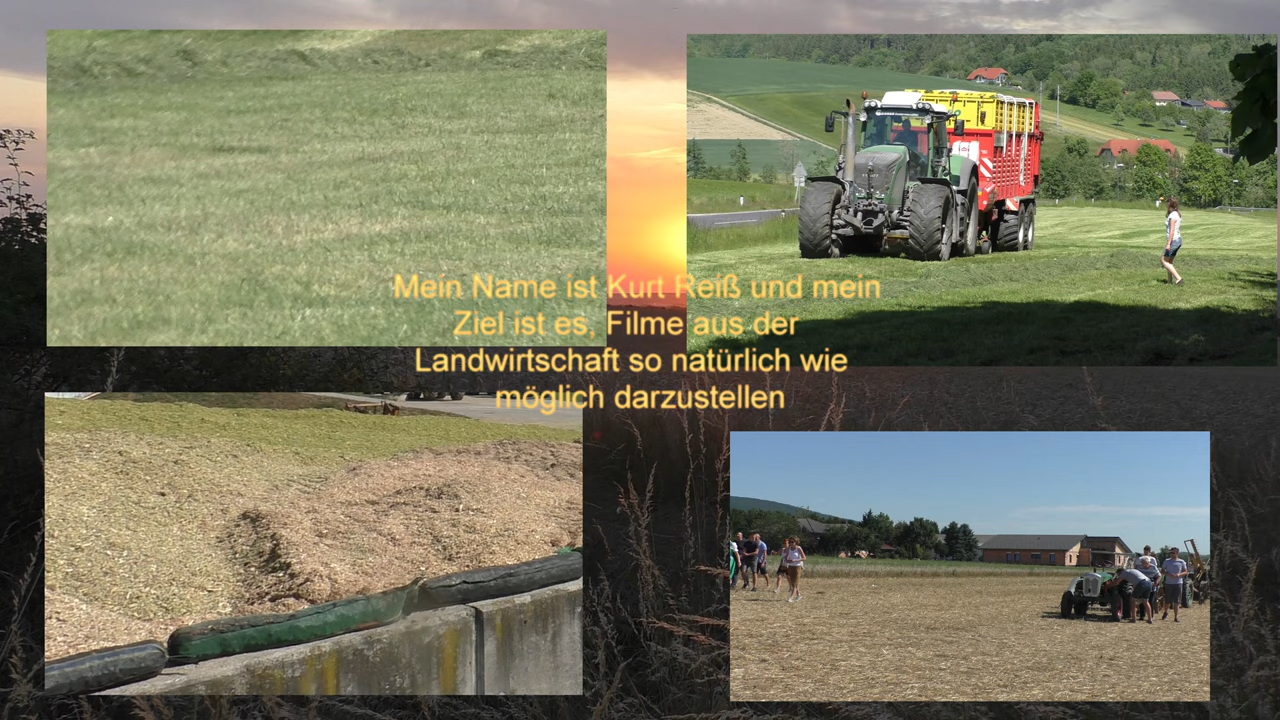 Mein Name ist Kurt Reiß und mein
Ziel ist es, Filme aus der
Landwirtschaft so natürlich wie
möglich darzustellen